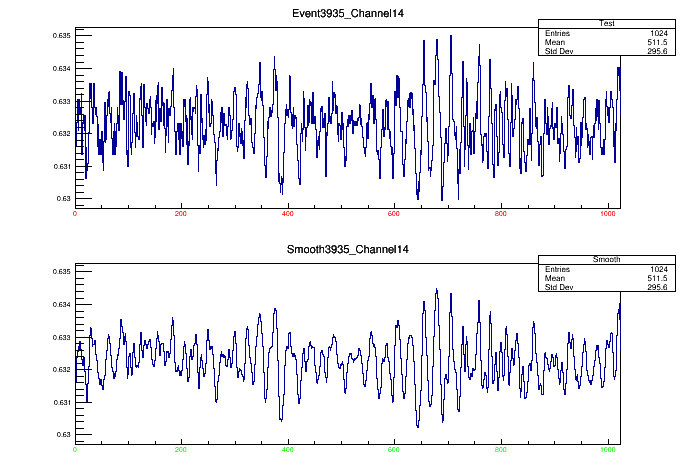 Event3935_Channel14
Test
Entries 1024
Mean 511.5
Std Dev 295.6
0.635
0.634
0.633
0.632
0.631
0.63
0 200 400 600 800 1000
Smooth3935_Channel14
Smooth
Entries 1024
Mean 511.5
Std Dev 295.6
0.635
0.634
0.633
0.632
0.631
0.63
0 200 400 600 800 1000